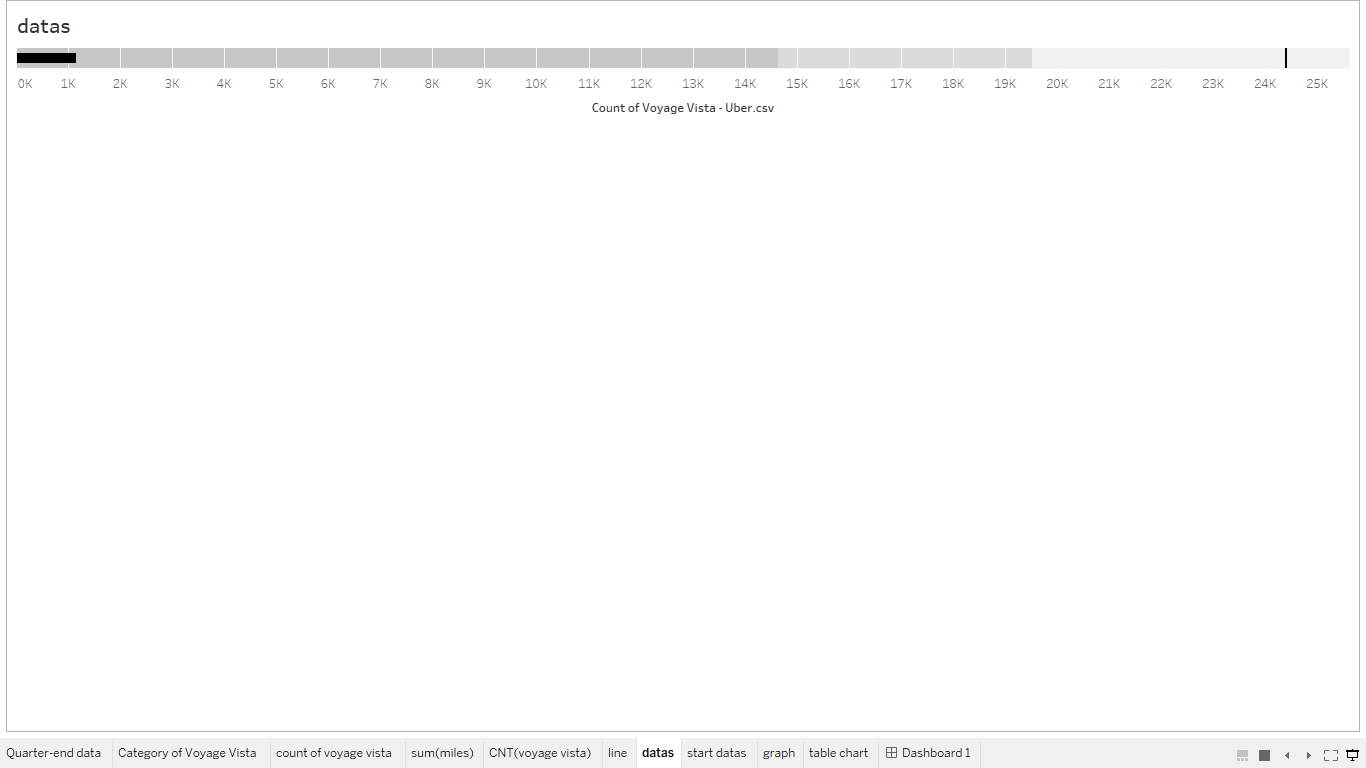 datas
0K 1K 2K 3K 4K 5K 6K 7K 8K 9K 10K 11K 12K 13K 14K 15K 16K 17K 18K 19K 20K 21K 22K 23K 24K 25K
Count of Voyage Vista - Uber.csv
Quarter-end data Category of Voyage Vista count of voyage vista sum(miles) CNT(voyage vista) line datas start datas graph table chart Dashboard 1